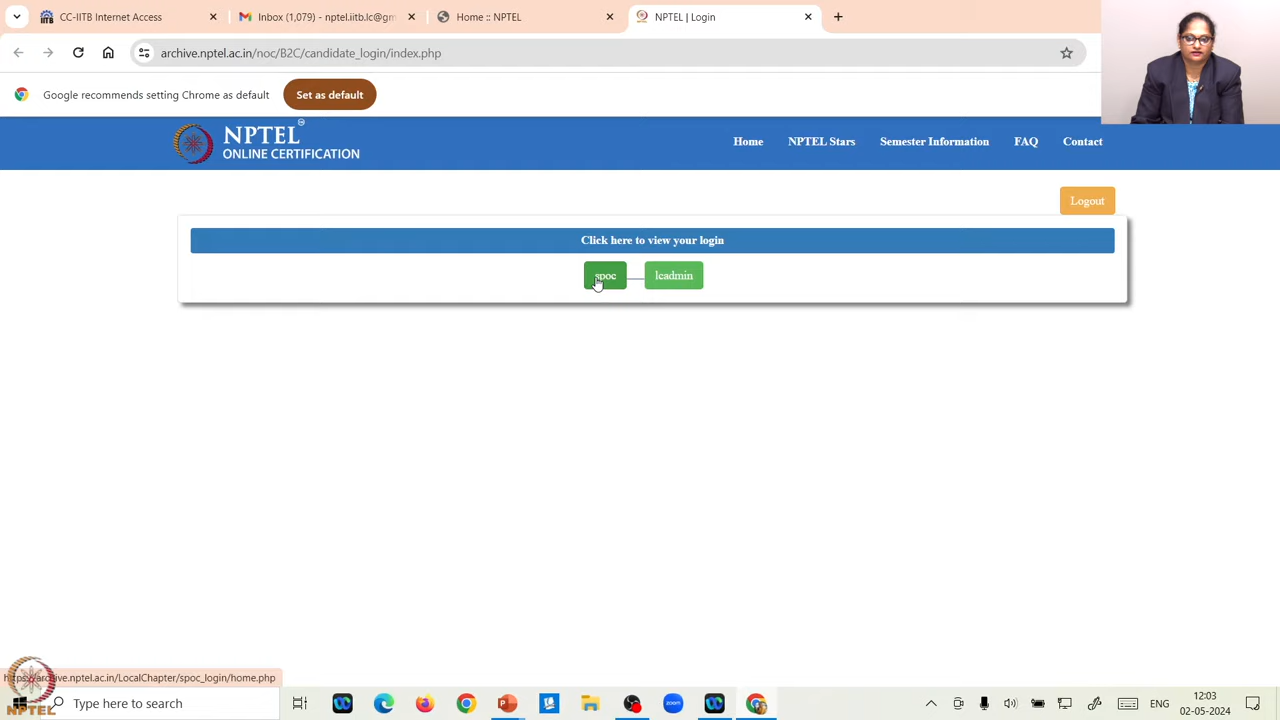 CC-IITB Internet Access
Inbox (1,079) - nptel.iitb.lc@gm
Home :: NPTEL
NPTEL | Login
archive.nptel.ac.in/noc/B2C/candidate_login/index.php
Google recommends setting Chrome as default
Set as default
NPTEL
ONLINE CERTIFICATION
Home
NPTEL Stars
Semester Information
FAQ
Contact
Logout
Click here to view your login
spoc
lcadmin
https://archive.nptel.ac.in/LocalChapter/spoc_login/home.php
NPTEL
Type here to search
zoom
ENG
12:03
02-05-2024